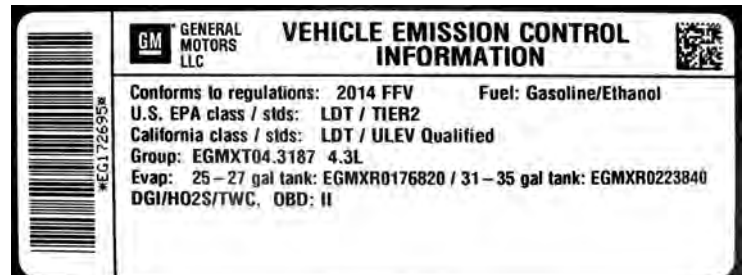 GM GENERAL MOTORS LLC
VEHICLE EMISSION CONTROL INFORMATION
Conforms to regulations: 2014 FFV Fuel: Gasoline/Ethanol
U.S. EPA class / stds: LDT / TIER2
California class / stds: LDT / ULEV Qualified
Group: EGMXT04.3187 4.3L
Evap: 25–27 gal tank: EGMXR0176820 / 31–35 gal tank: EGMXR0223840
DGI/HO2S/TWC, OBD: II
*EG172695*